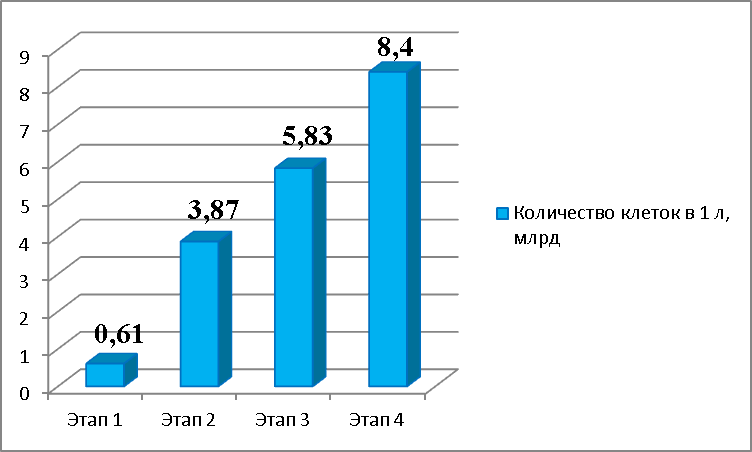 9
8
7
6
5
4
3
2
1
0
0,61
3,87
5,83
8,4
Этап 1
Этап 2
Этап 3
Этап 4
Количество клеток в 1 л,
млрд